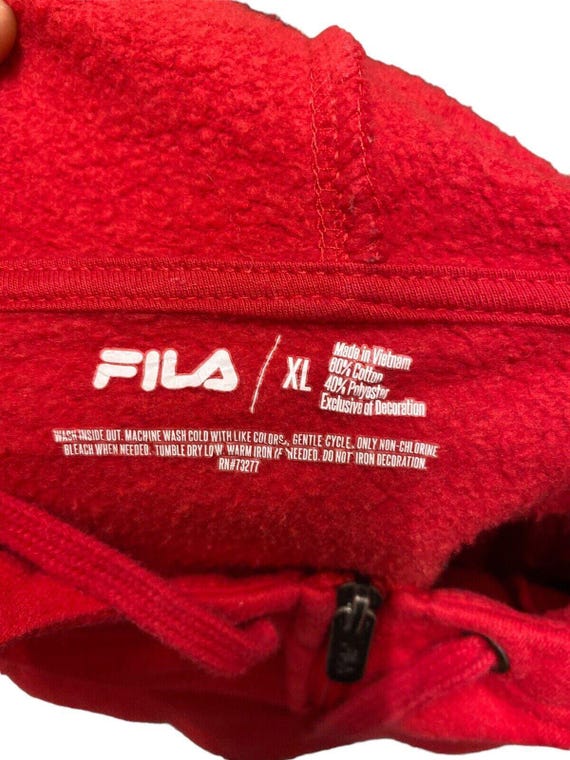 FILA / XL
Made in Vietnam
60% Cotton
40% Polyester
Exclusive of Decoration
WASH INSIDE OUT. MACHINE WASH COLD WITH LIKE COLORS, GENTLE CYCLE. ONLY NON-CHLORINE
BLEACH WHEN NEEDED. TUMBLE DRY LOW. WARM IRON IF NEEDED. DO NOT IRON DECORATION.
RN#73277